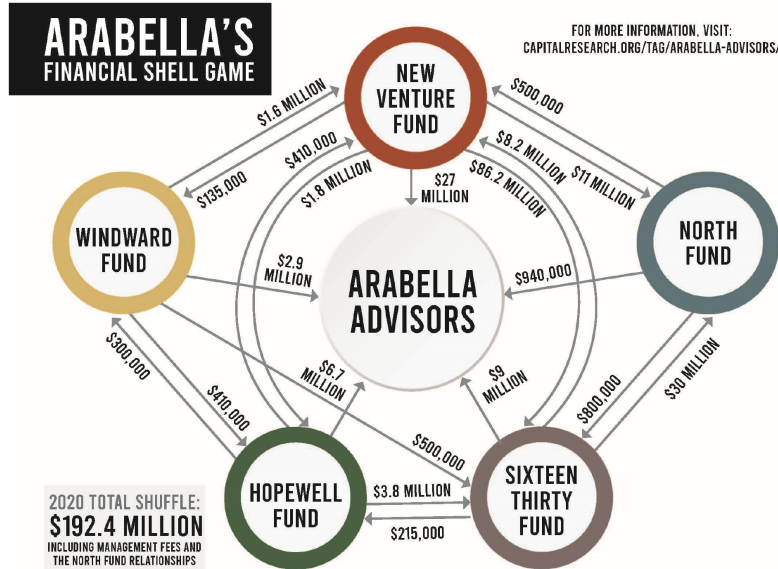 ARABELLA'S
FINANCIAL SHELL GAME
FOR MORE INFORMATION, VISIT:
CAPITALRESEARCH.ORG/TAG/ARABELLA-ADVISORS/
NEW
VENTURE
FUND
$1.6 MILLION
$135,000
$410,000
$1.8 MILLION
$27
MILLION
$500,000
$8.2 MILLION
$11 MILLION
$86.2 MILLION
WINDWARD
FUND
NORTH
FUND
$2.9
MILLION
$940,000
ARABELLA
ADVISORS
$300,000
$410,000
$6.7
MILLION
$9
MILLION
$800,000
$30 MILLION
$500,000
HOPEWELL
FUND
$3.8 MILLION
$215,000
SIXTEEN
THIRTY
FUND
2020 TOTAL SHUFFLE:
$192.4 MILLION
INCLUDING MANAGEMENT FEES AND
THE NORTH FUND RELATIONSHIPS